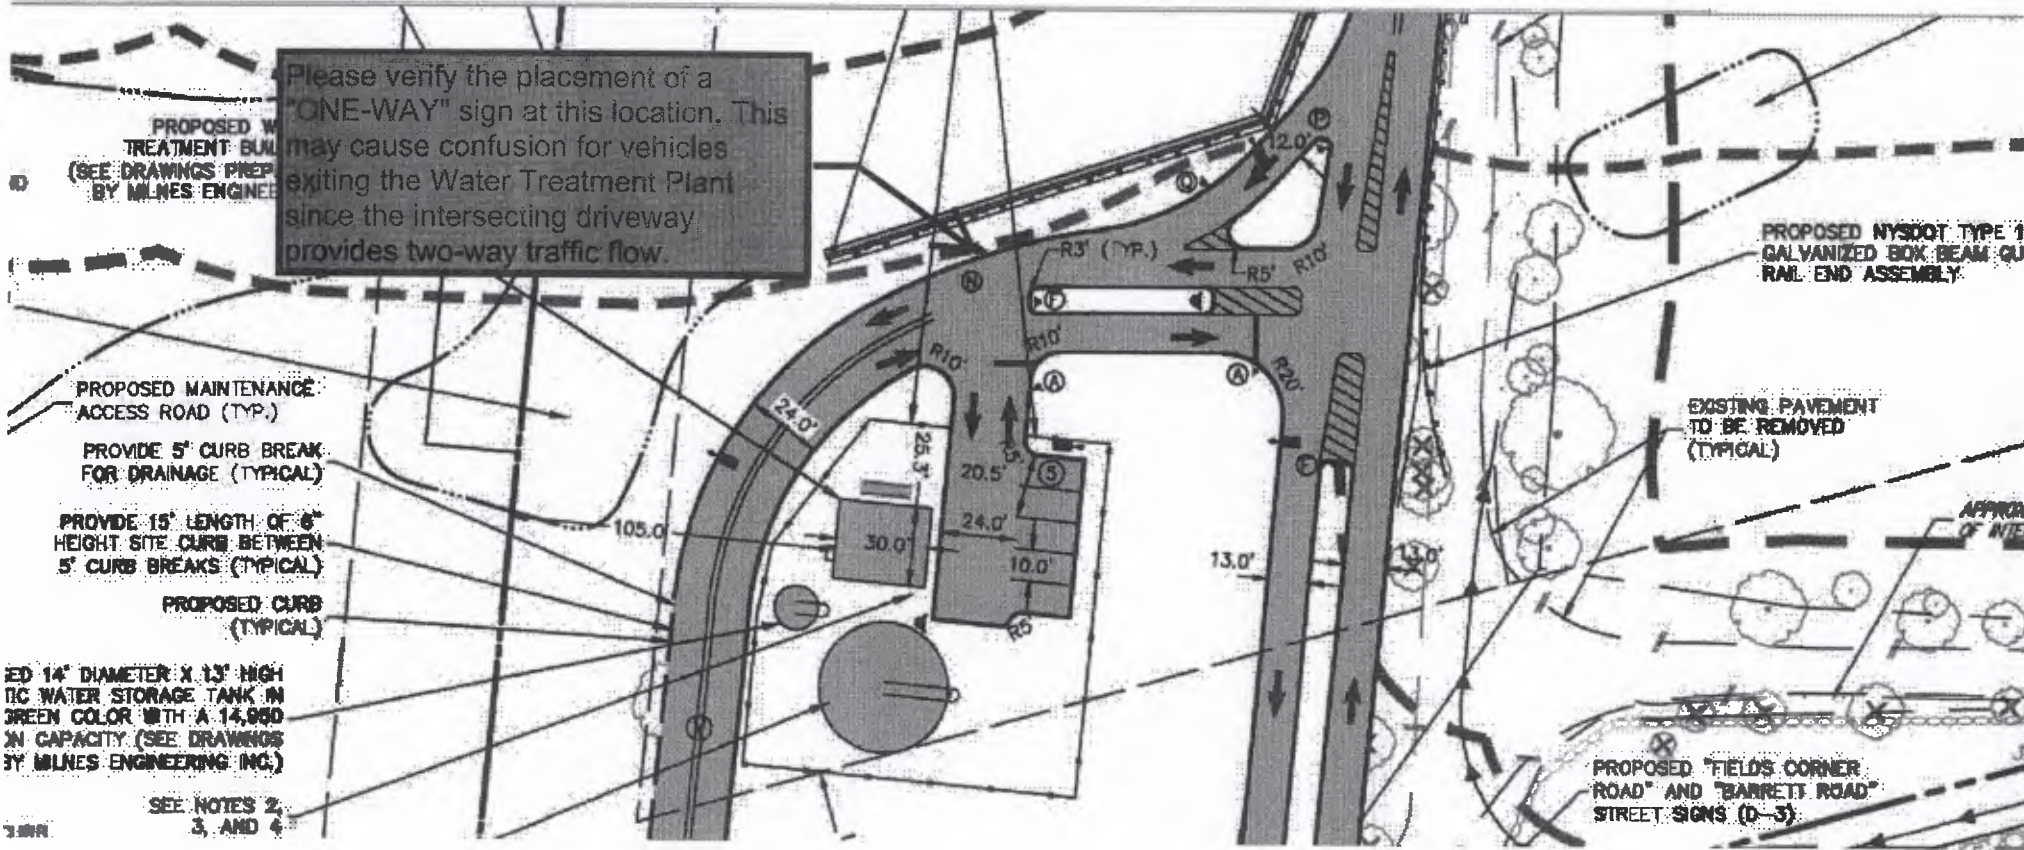 Please verify the placement of a
"ONE-WAY" sign at this location. This
may cause confusion for vehicles
exiting the Water Treatment Plant
since the intersecting driveway
provides two-way traffic flow.
PROPOSED
TREATMENT
(SEE DRAWINGS
BY MILNES
PROPOSED MAINTENANCE
ACCESS ROAD (TYP.)
PROVIDE 5' CURB BREAK
FOR DRAINAGE (TYPICAL)
PROVIDE 15' LENGTH OF 6"
HEIGHT SITE CURB BETWEEN
5' CURB BREAKS (TYPICAL)
PROPOSED CURB
(TYPICAL)
14' DIAMETER X 13' HIGH
WATER STORAGE TANK IN
GREEN COLOR WITH A 14,950
CAPACITY (SEE DRAWINGS
BY MILNES ENGINEERING INC.)
SEE NOTES 2,
3, AND 4
P
12.0'
Q
R3' (TYP.)
R5'
R10'
N
F
R10'
R10'
A
A
R20'
24.0'
25.3'
20.5'
5
F
105.0
30.0'
24.0'
10.0'
13.0'
13.0'
R5'
PROPOSED NYSDOT TYPE
GALVANIZED BOX BEAM
RAIL END ASSEMBLY
EXISTING PAVEMENT
TO BE REMOVED
(TYPICAL)
OF
PROPOSED "FIELDS CORNER
ROAD" AND "BARRETT ROAD"
STREET SIGNS (D-3)